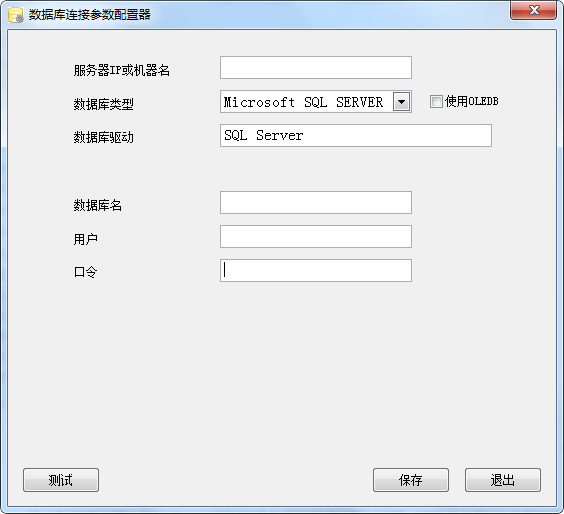 数据库连接参数配置器
服务器IP或机器名
数据库类型 Microsoft SQL SERVER 使用OLEDB
数据库驱动 SQL Server
数据库名
用户
口令
测试 保存 退出